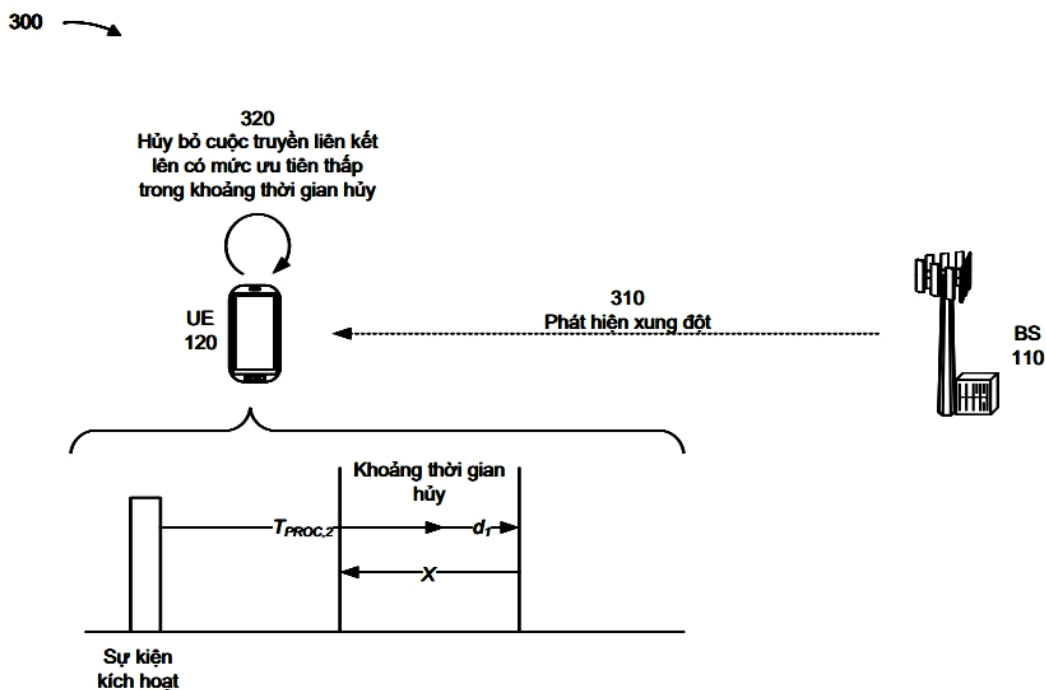 300
320
Hủy bỏ cuộc truyền liên kết
lên có mức ưu tiên thấp
trong khoảng thời gian hủy
310
Phát hiện xung đột
UE
120
BS
110
Khoảng thời gian
hủy
TPROC,2
d1
X
Sự kiện
kích hoạt